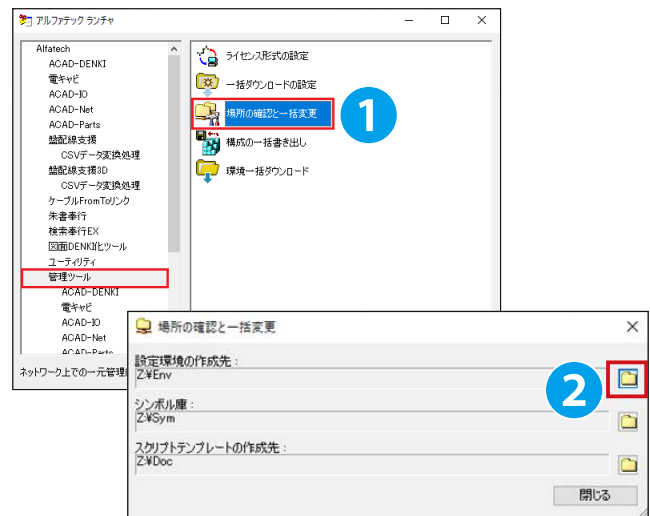 アルファテック ランチャ
Alfatech
ACAD-DENKI
電キャビ
ACAD-IO
ACAD-Net
ACAD-Parts
盤配線支援
CSVデータ変換処理
盤配線支援3D
CSVデータ変換処理
ケーブルFromToリンク
朱書奉行
検索奉行EX
図面DENKI化ツール
ユーティリティ
管理ツール
ACAD-DENKI
電キャビ
ACAD-IO
ACAD-Net
ACAD-Parts
ネットワーク上での一元管理
ライセンス形式の設定
一括ダウンロードの設定
場所の確認と一括変更
1
構成の一括書き出し
環境一括ダウンロード
場所の確認と一括変更
設定環境の作成先：
Z:¥Env
2
シンボル庫：
Z:¥Sym
スクリプトテンプレートの作成先：
Z:¥Doc
閉じる